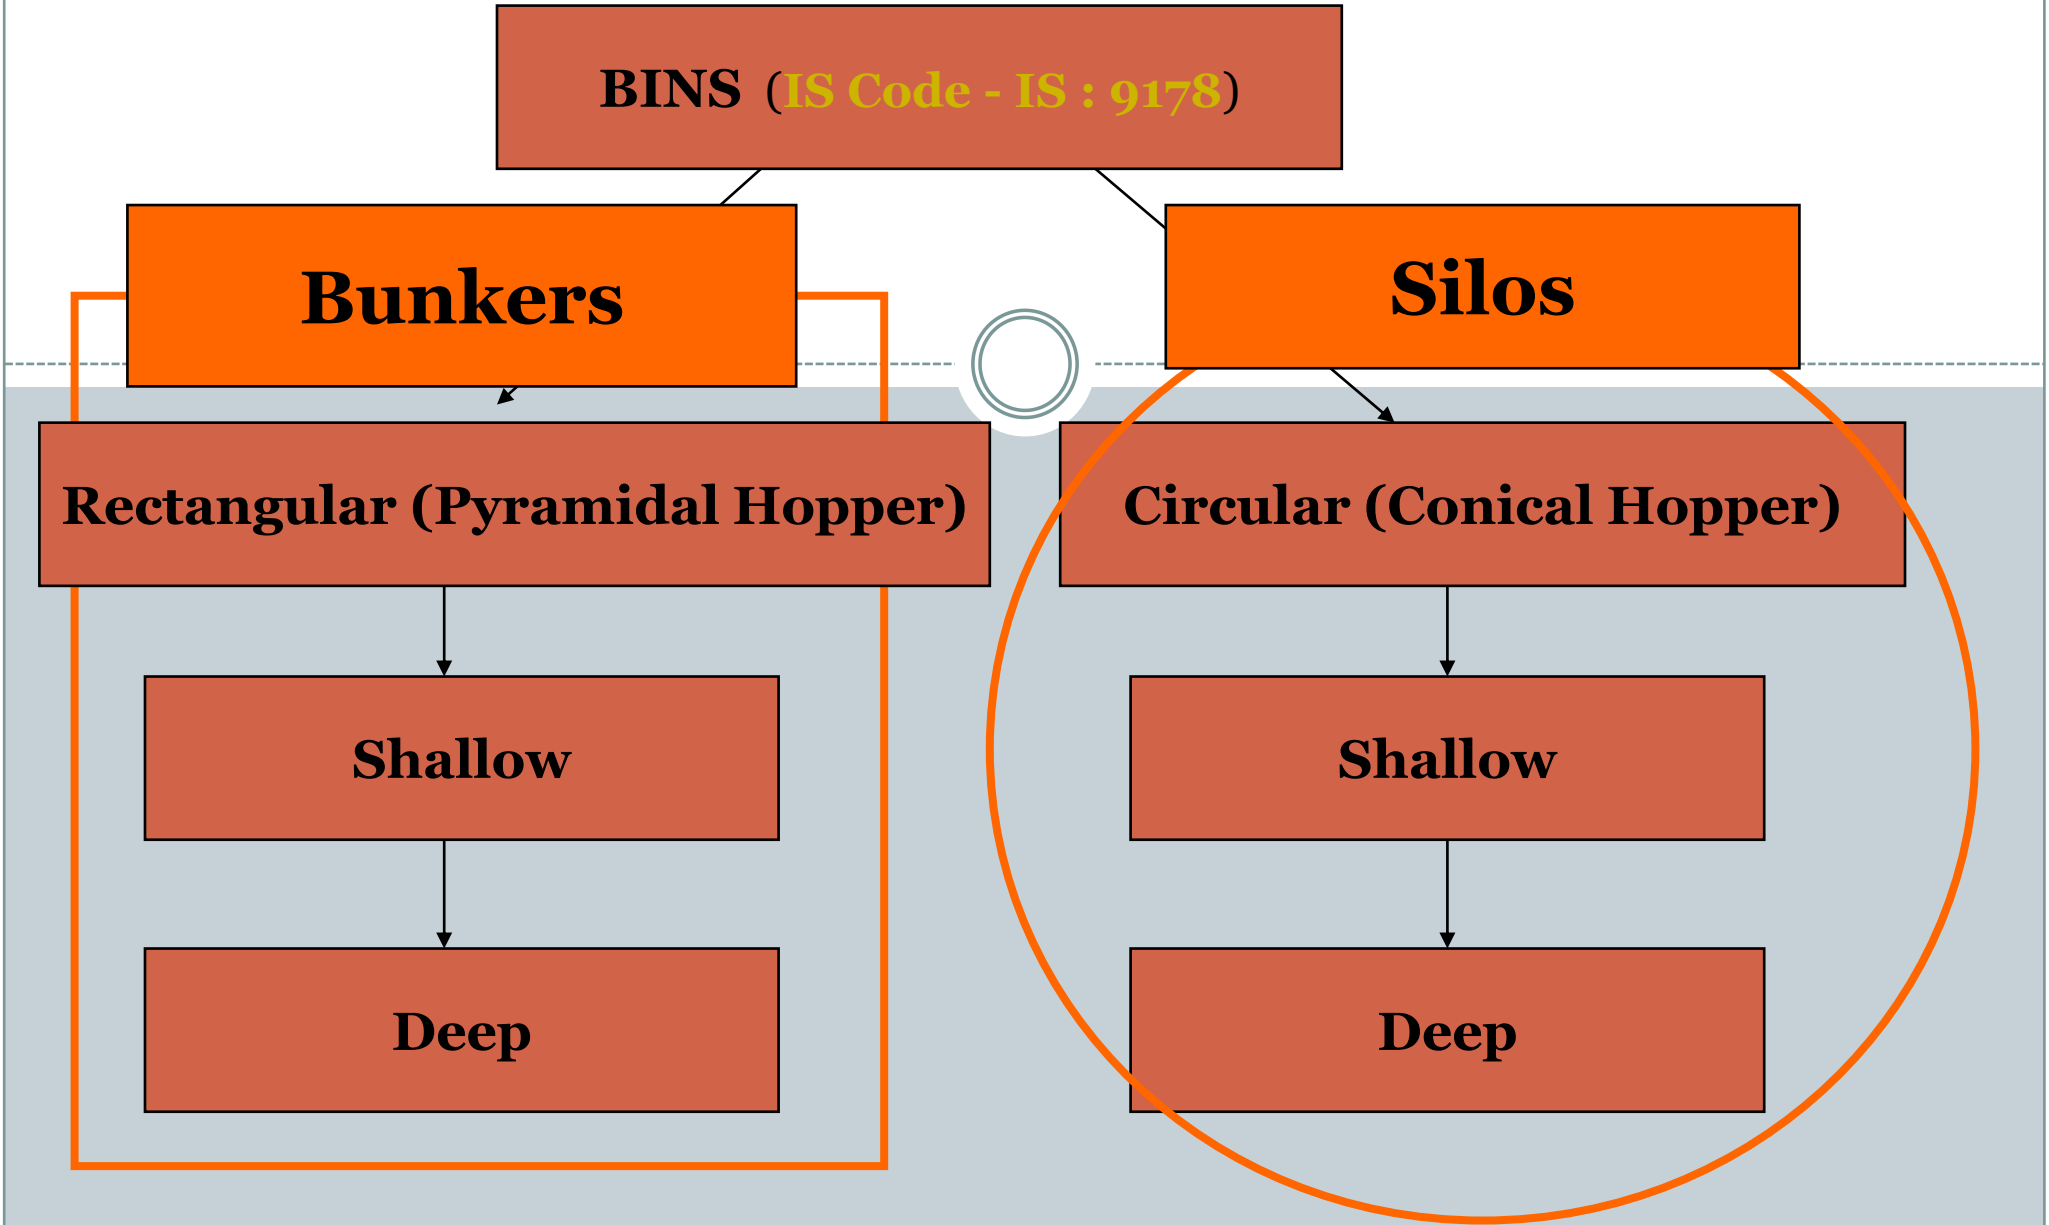 BINS (IS Code - IS : 9178)
Bunkers
Silos
Rectangular (Pyramidal Hopper)
Circular (Conical Hopper)
Shallow
Shallow
Deep
Deep